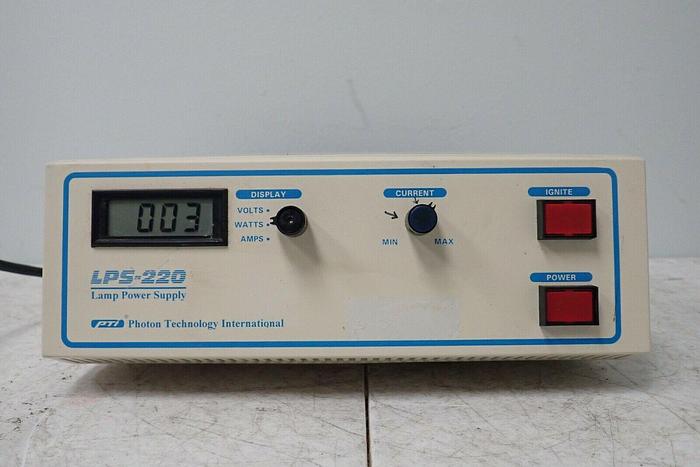 003
DISPLAY
VOLTS
WATTS
AMPS
CURRENT
MIN MAX
IGNITE
POWER
LPS-220
Lamp Power Supply
PTI ® Photon Technology International